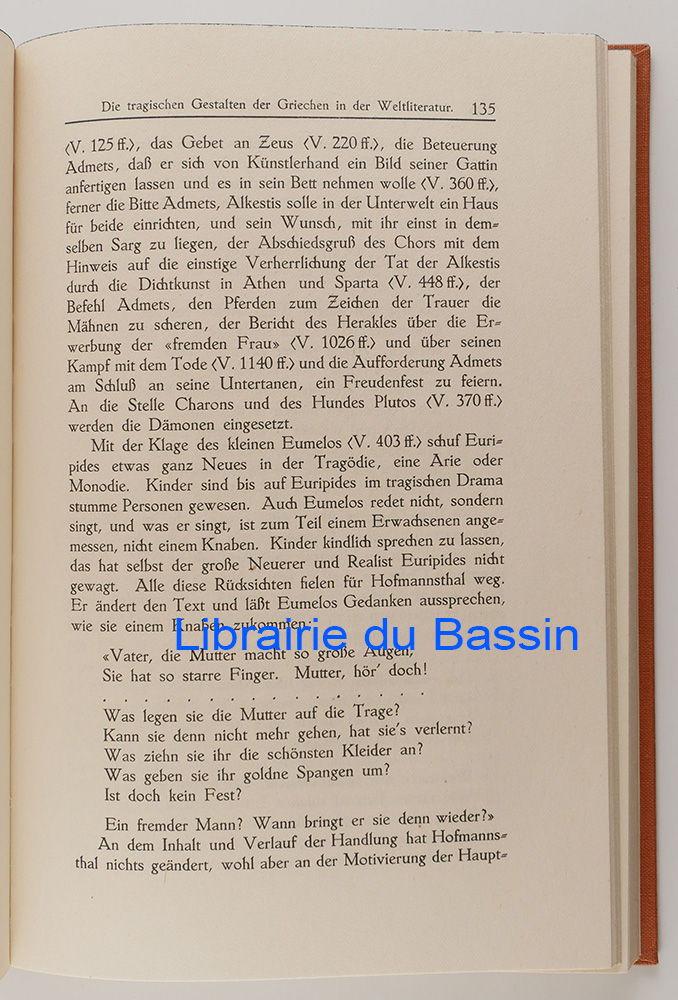 Die tragischen Gestalten der Griechen in der Weltliteratur. 135
(V. 125 ff.), das Gebet an Zeus (V. 220 ff.), die Beteuerung
Admets, daß er sich von Künstlerhand ein Bild seiner Gattin
anfertigen lassen und es in sein Bett nehmen wolle (V. 360 ff.),
ferner die Bitte Admets, Alkestis solle in der Unterwelt ein Haus
für beide einrichten, und sein Wunsch, mit ihr einst in dem-
selben Sarg zu liegen, der Abschiedsgruß des Chors mit dem
Hinweis auf die einstige Verherrlichung der Tat der Alkestis
durch die Dichtkunst in Athen und Sparta (V. 448 ff.), der
Befehl Admets, den Pferden zum Zeichen der Trauer die
Mähnen zu scheren, der Bericht des Herakles über die Er-
werbung der «fremden Frau» (V. 1026 ff.) und über seinen
Kampf mit dem Tode (V. 1140 ff.) und die Aufforderung Admets
am Schluß an seine Untertanen, ein Freudenfest zu feiern.
An die Stelle Charons und des Hundes Plutos (V. 370 ff.)
werden die Dämonen eingesetzt.
Mit der Klage des kleinen Eumelos (V. 403 ff.) schuf Euri-
pides etwas ganz Neues in der Tragödie, eine Arie oder
Monodie. Kinder sind bis auf Euripides im tragischen Drama
stumme Personen gewesen. Auch Eumelos redet nicht, sondern
singt, und was er singt, ist zum Teil einem Erwachsenen ange-
messen, nicht einem Knaben. Kinder kindlich sprechen zu lassen,
das hat selbst der große Neuerer und Realist Euripides nicht
gewagt. Alle diese Rücksichten fielen für Hofmannsthal weg.
Er ändert den Text und läßt Eumelos Gedanken aussprechen,
wie sie einem Knaben zukommen:
Librairie du Bassin
«Vater, die Mutter macht so große Augen,
Sie hat so starre Finger. Mutter, hör' doch!
. . . . . . . . . . . . . . .
Was legen sie die Mutter auf die Trage?
Kann sie denn nicht mehr gehen, hat sie's verlernt?
Was ziehn sie ihr die schönsten Kleider an?
Was geben sie ihr goldne Spangen um?
Ist doch kein Fest?
Ein fremder Mann? Wann bringt er sie denn wieder?»
An dem Inhalt und Verlauf der Handlung hat Hofmanns-
thal nichts geändert, wohl aber an der Motivierung der Haupt-